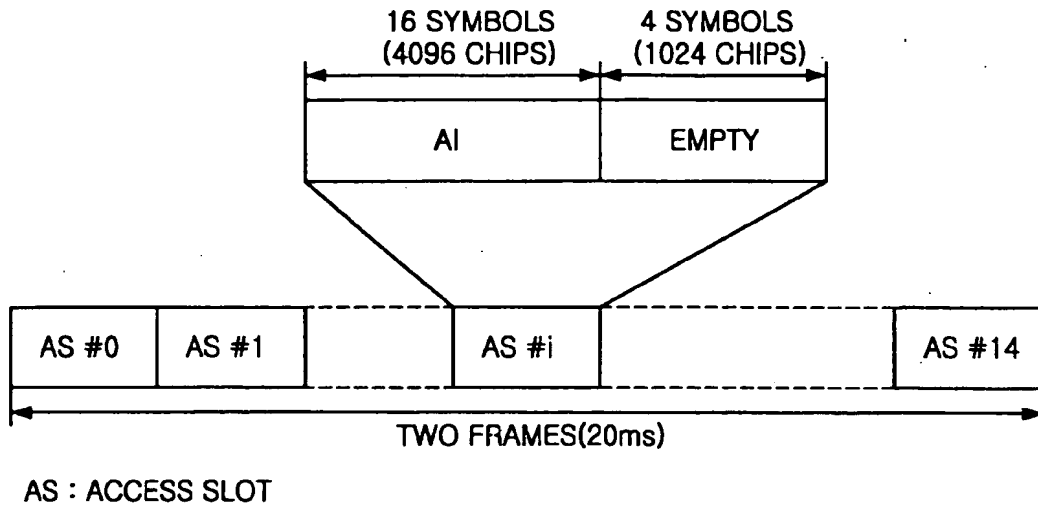 16 SYMBOLS
(4096 CHIPS)
4 SYMBOLS
(1024 CHIPS)
AI
EMPTY
AS #0
AS #1
AS #i
AS #14
TWO FRAMES(20ms)
AS : ACCESS SLOT